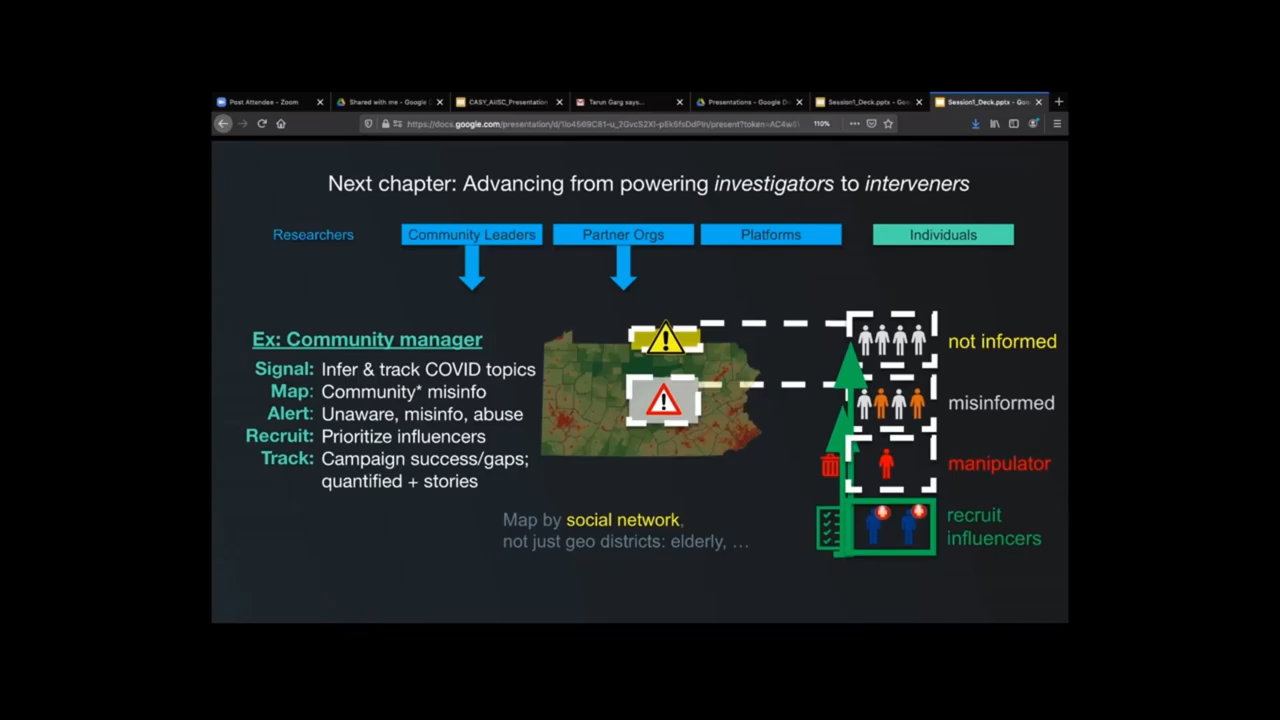 Post Attendee - Zoom
Shared with me - Google
CASY_AIISC_Presentation
Tarun Garg says...
Presentations - Google D
Session1_Deck.pptx - Goo
Session1_Deck.pptx - Goo
110%
Next chapter: Advancing from powering investigators to interveners
Researchers
Community Leaders
Partner Orgs
Platforms
Individuals
Ex: Community manager
Signal: Infer & track COVID topics
Map: Community* misinfo
Alert: Unaware, misinfo, abuse
Recruit: Prioritize influencers
Track: Campaign success/gaps;
quantified + stories
Map by social network,
not just geo districts: elderly, …
not informed
misinformed
manipulator
recruit
influencers